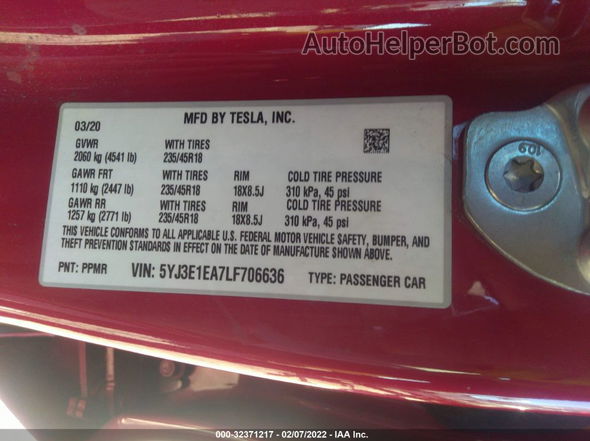 AutoHelperBot.com
03/20
MFD BY TESLA, INC.
GVWR WITH TIRES
2060 kg (4541 lb) 235/45R18
GAWR FRT WITH TIRES RIM COLD TIRE PRESSURE
1110 kg (2447 lb) 235/45R18 18X8.5J 310 kPa, 45 psi
GAWR RR WITH TIRES RIM COLD TIRE PRESSURE
1257 kg (2771 lb) 235/45R18 18X8.5J 310 kPa, 45 psi
THIS VEHICLE CONFORMS TO ALL APPLICABLE U.S. FEDERAL MOTOR VEHICLE SAFETY, BUMPER, AND
THEFT PREVENTION STANDARDS IN EFFECT ON THE DATE OF MANUFACTURE SHOWN ABOVE.
PNT: PPMR VIN: 5YJ3E1EA7LF706636 TYPE: PASSENGER CAR
109
000-32371217 - 02/07/2022 - IAA Inc.